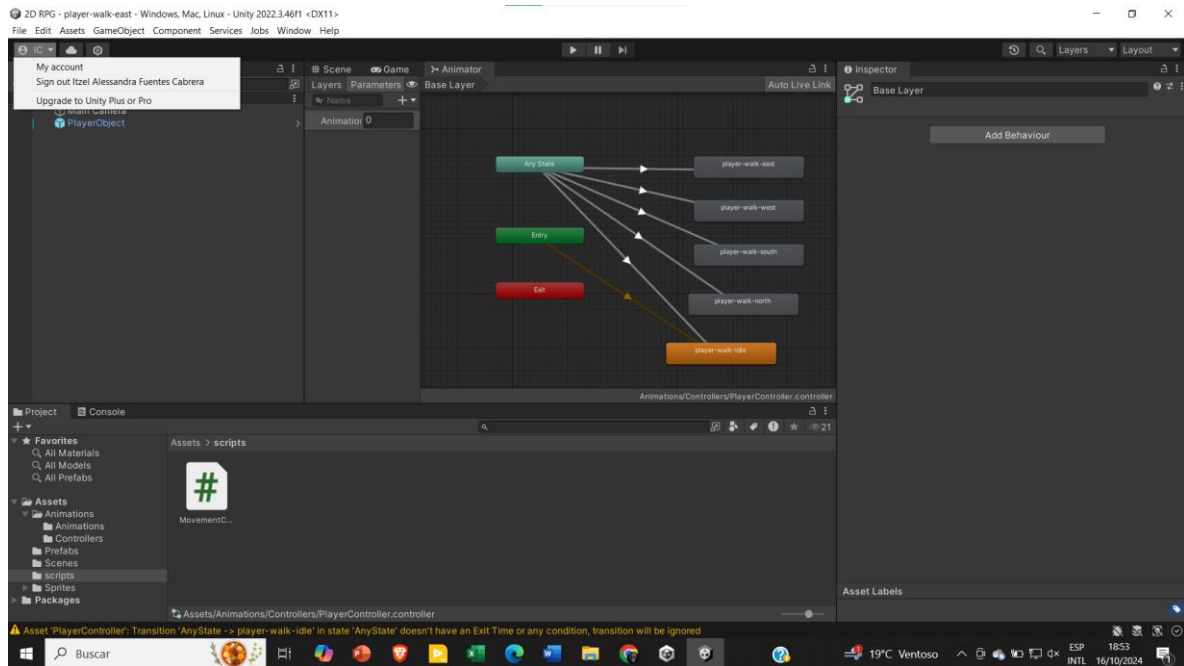 2D RPG - player-walk-east - Windows, Mac, Linux - Unity 2022.3.46f1 <DX11>
File Edit Assets GameObject Component Services Jobs Window Help
IC
Layers Layout
My account
Sign out Itzel Alessandra Fuentes Cabrera
Upgrade to Unity Plus or Pro
Main Camera
PlayerObject
Scene Game Animator
Layers Parameters Base Layer Auto Live Link
Name
Animatio 0
Any State
Entry
Exit
player-walk-east
player-walk-west
player-walk-south
player-walk-north
player-walk-idle
Animations/Controllers/PlayerController.controller
Inspector
Base Layer
Add Behaviour
Project Console
21
Favorites
All Materials
All Models
All Prefabs
Assets
Animations
Animations
Controllers
Prefabs
Scenes
scripts
Sprites
Packages
Assets > scripts
#
MovementC...
Assets/Animations/Controllers/PlayerController.controller
Asset Labels
Asset 'PlayerController': Transition 'AnyState -> player-walk-idle' in state 'AnyState' doesn't have an Exit Time or any condition, transition will be ignored
Buscar
19°C Ventoso
ESP
INTL
18:53
16/10/2024